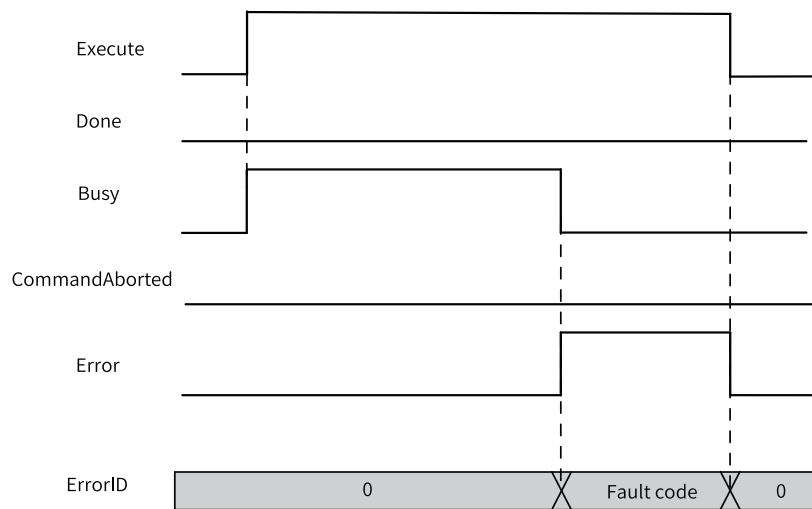 Execute
Done
Busy
CommandAborted
Error
ErrorID 0 Fault code 0